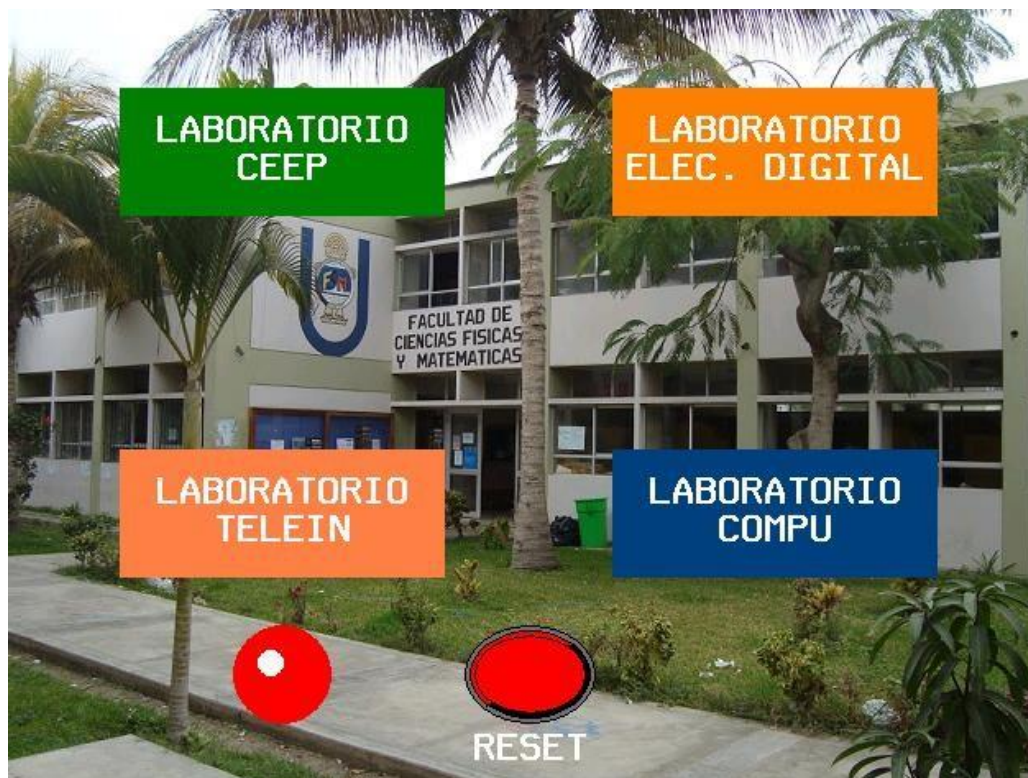 LABORATORIO
CEEP
LABORATORIO
ELEC. DIGITAL
FACULTAD DE
CIENCIAS FISICAS
Y MATEMATICAS
LABORATORIO
TELEIN
LABORATORIO
COMPU
RESET